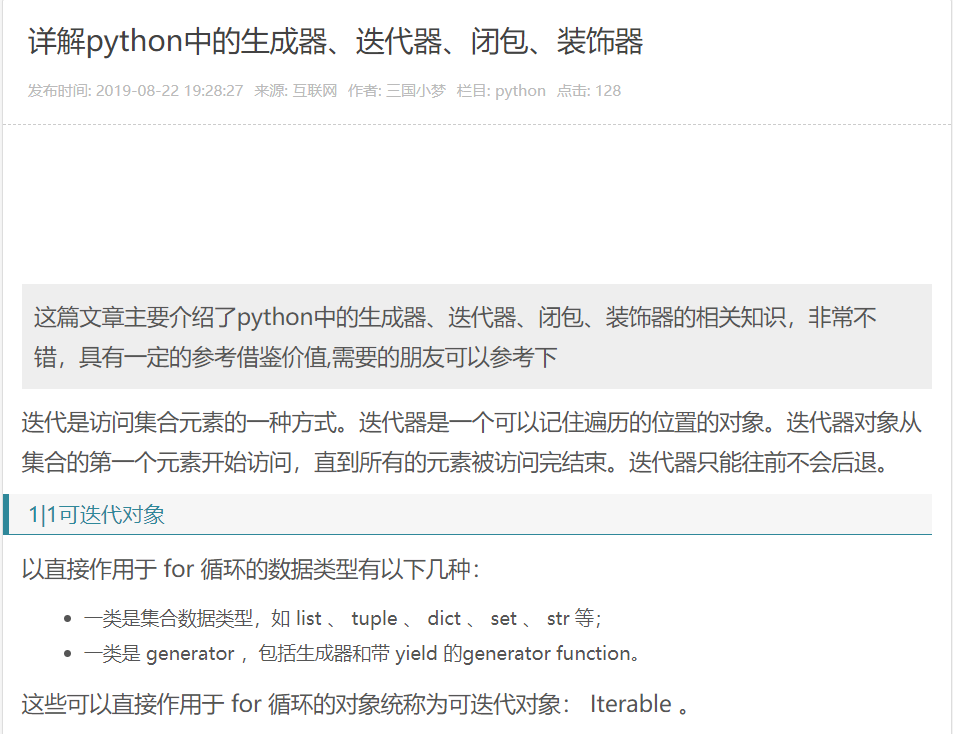 详解python中的生成器、迭代器、闭包、装饰器
发布时间: 2019-08-22 19:28:27 来源: 互联网 作者: 三国小梦 栏目: python 点击: 128
这篇文章主要介绍了python中的生成器、迭代器、闭包、装饰器的相关知识，非常不
错，具有一定的参考借鉴价值,需要的朋友可以参考下
迭代是访问集合元素的一种方式。迭代器是一个可以记住遍历的位置的对象。迭代器对象从
集合的第一个元素开始访问，直到所有的元素被访问完结束。迭代器只能往前不会后退。
1|1可迭代对象
以直接作用于 for 循环的数据类型有以下几种：
• 一类是集合数据类型，如 list 、 tuple 、 dict 、 set 、 str 等；
• 一类是 generator ，包括生成器和带 yield 的generator function。
这些可以直接作用于 for 循环的对象统称为可迭代对象： Iterable 。